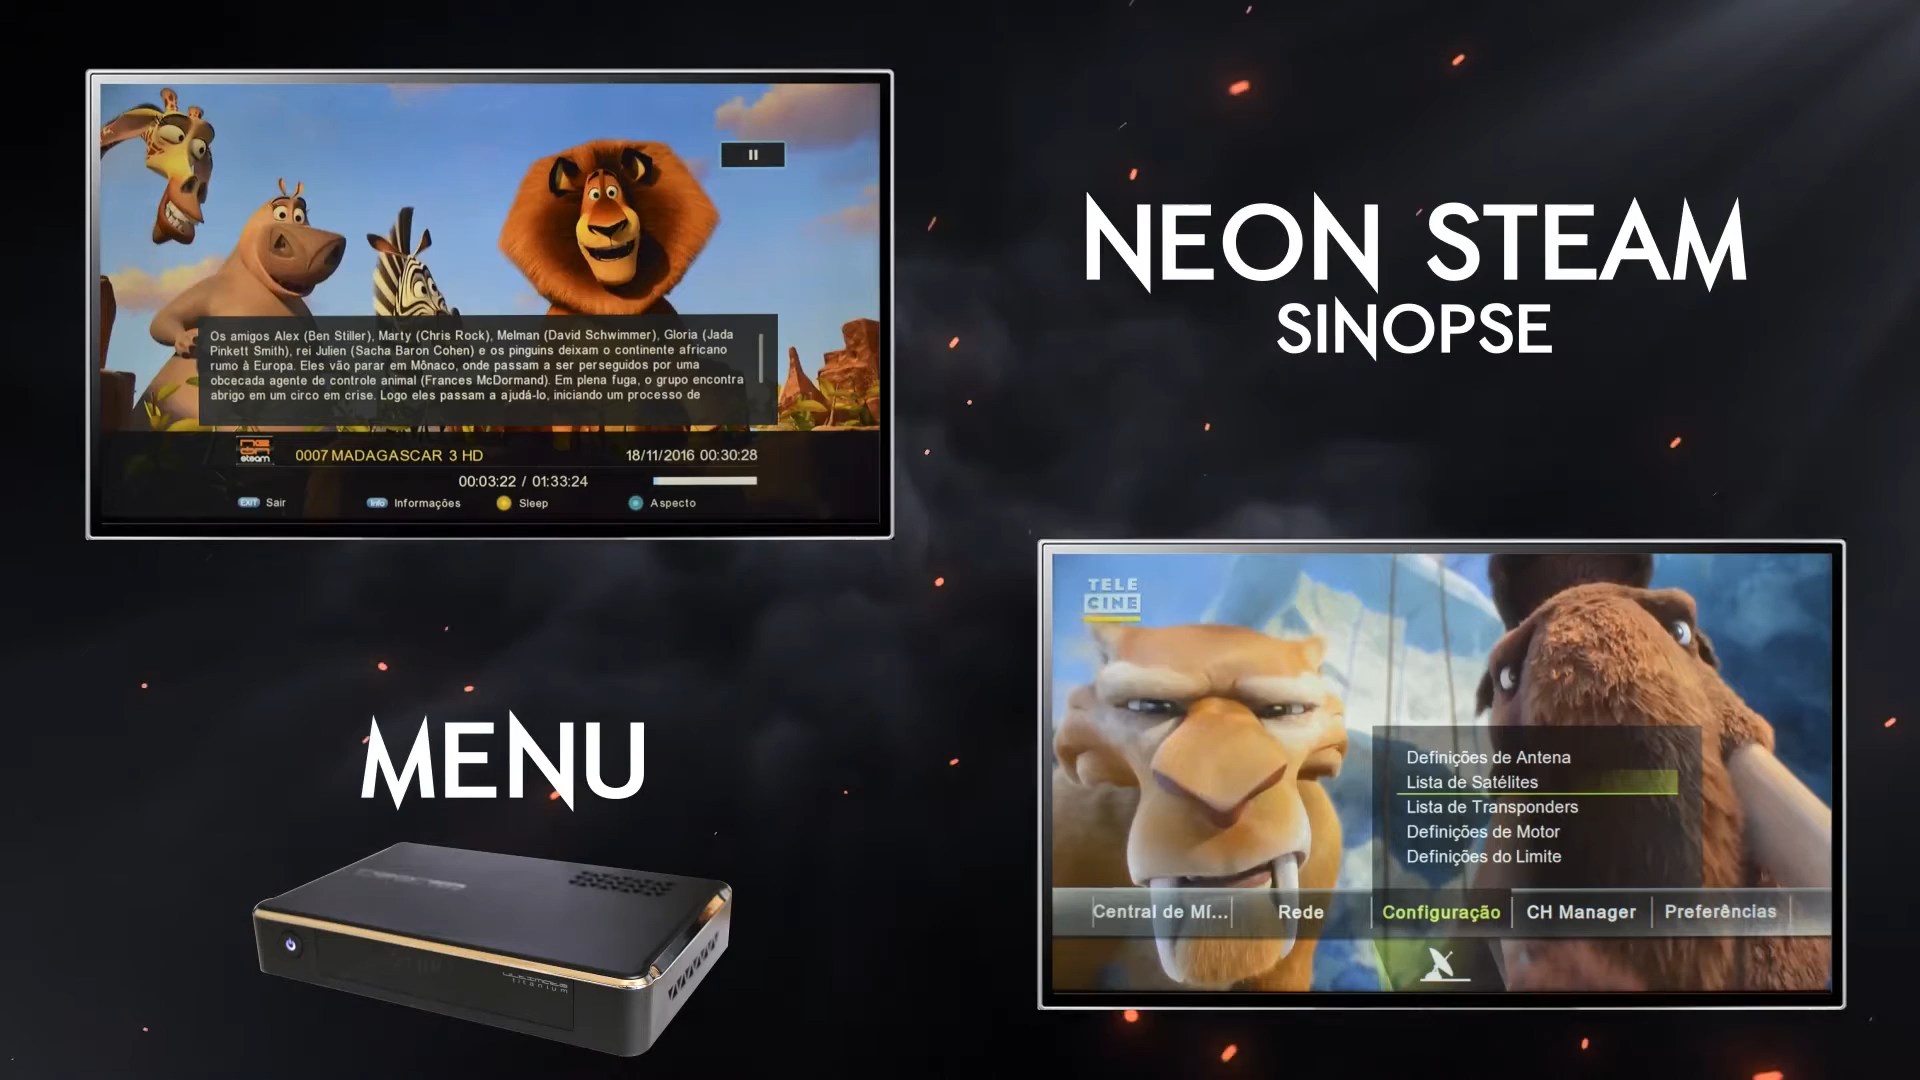 NEON STEAM
SINOPSE
Os amigos Alex (Ben Stiller), Marty (Chris Rock), Melman (David Schwimmer), Gloria (Jada
Pinkett Smith), rei Julien (Sacha Baron Cohen) e os pinguins deixam o continente africano
rumo à Europa. Eles vão parar em Mônaco, onde passam a ser perseguidos por uma
obcecada agente de controle animal (Frances McDormand). Em plena fuga, o grupo encontra
abrigo em um circo em crise. Logo eles passam a ajudá-lo, iniciando um processo de
neon
steam
0007 MADAGASCAR 3 HD 18/11/2016 00:30:28
00:03:22 / 01:33:24
EXIT Sair Info Informações Sleep Aspecto
MENU
TELE
CINE
Definições de Antena
Lista de Satélites
Lista de Transponders
Definições de Motor
Definições do Limite
Central de Mí... Rede Configuração CH Manager Preferências
titanium